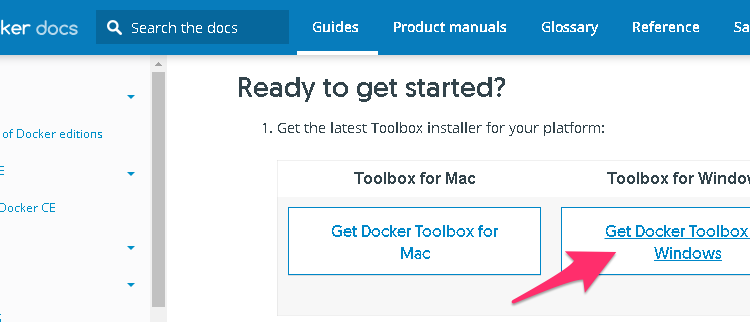 ker docs
Search the docs
Guides
Product manuals
Glossary
Reference
Sa
of Docker editions
E
Docker CE
Ready to get started?
1. Get the latest Toolbox installer for your platform:
Toolbox for Mac
Toolbox for Windo
Get Docker Toolbox for
Mac
Get Docker Toolbox
Windows